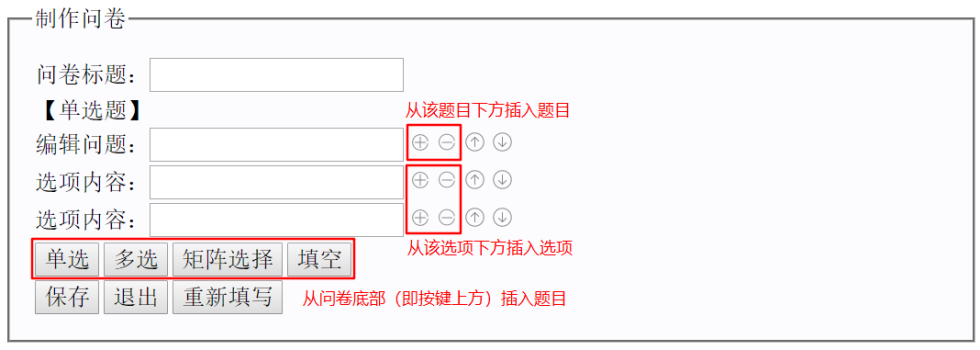 制作问卷
问卷标题：
【单选题】 从该题目下方插入题目
编辑问题：
选项内容：
选项内容：
从该选项下方插入选项
单选 多选 矩阵选择 填空
保存 退出 重新填写 从问卷底部（即按键上方）插入题目